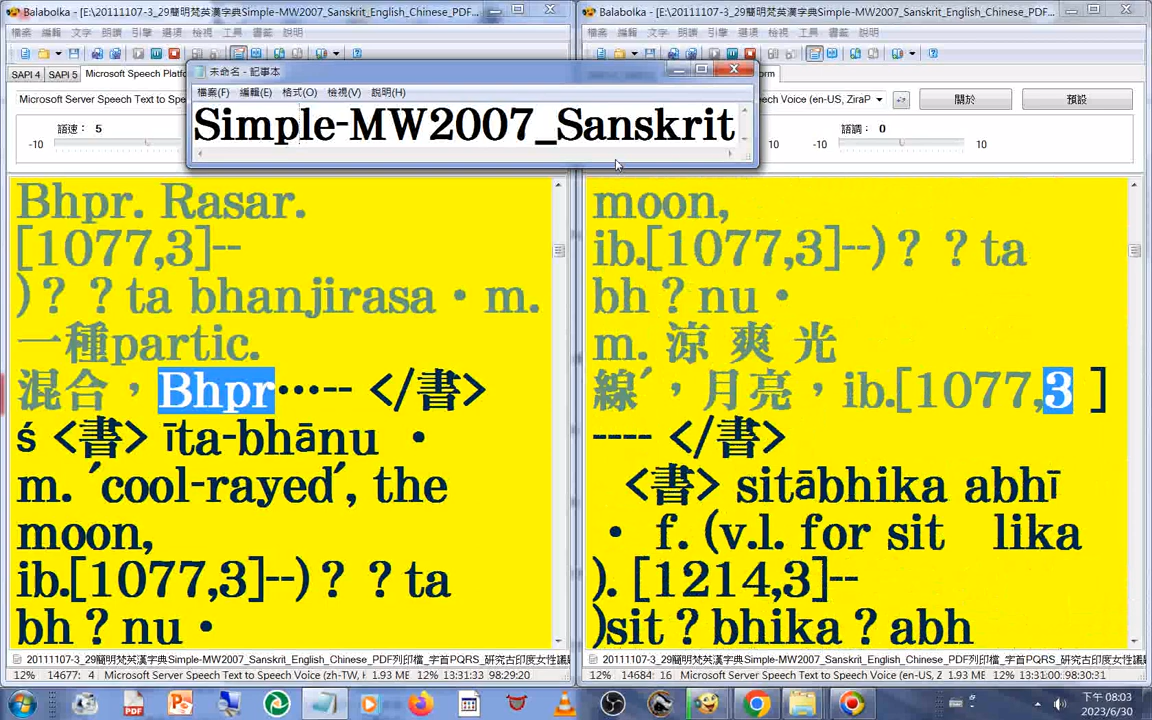 Balabolka - [E:\20111107-3_29簡明梵英漢字典Simple-MW2007_Sanskrit_English_Chinese_PDF...
檔案 編輯 文字 朗讀 引擎 選項 檢視 工具 書籤 說明
SAPI 4 SAPI 5 Microsoft Speech Platfo
Microsoft Server Speech Text to Spe
語速： 5
-10
Balabolka - [E:\20111107-3_29簡明梵英漢字典Simple-MW2007_Sanskrit_English_Chinese_PDF...
檔案 編輯 文字 朗讀 引擎 選項 檢視 工具 書籤 說明
orm
ech Voice (en-US, ZiraP
關於
預設
語調： 0
10 -10 10
未命名 - 記事本
檔案(F) 編輯(E) 格式(O) 檢視(V) 說明(H)
Simple-MW2007_Sanskrit
Bhpr. Rasar.
[1077,3]--
)？？ta bhanjirasa • m.
一種partic.
混合，Bhpr…-- </書>
ś <書> īta-bhānu •
m. ′cool-rayed′, the
moon,
ib.[1077,3]--)？？ta
bh？nu •
moon,
ib.[1077,3]--)？？ta
bh？nu •
m. 涼 爽 光
線′，月亮，ib.[1077,3 ]
---- </書>
<書> sitābhika abhī
• f. (v.l. for sit lika
). [1214,3]--
)sit？bhika？abh
20111107-3_29簡明梵英漢字典Simple-MW2007_Sanskrit_English_Chinese_PDF列印檔_字首PQRS_研究古印度女性議
12% 14677: 4 Microsoft Server Speech Text to Speech Voice (zh-TW, H 1.93 MB 12% 13:31:33 98:29:20
20111107-3_29簡明梵英漢字典Simple-MW2007_Sanskrit_English_Chinese_PDF列印檔_字首PQRS_研究古印度女性議
12% 14684: 16 Microsoft Server Speech Text to Speech Voice (en-US, Z 1.93 MB 12% 13:31:00 98:30:31
PDF
下午 08:03
2023/6/30